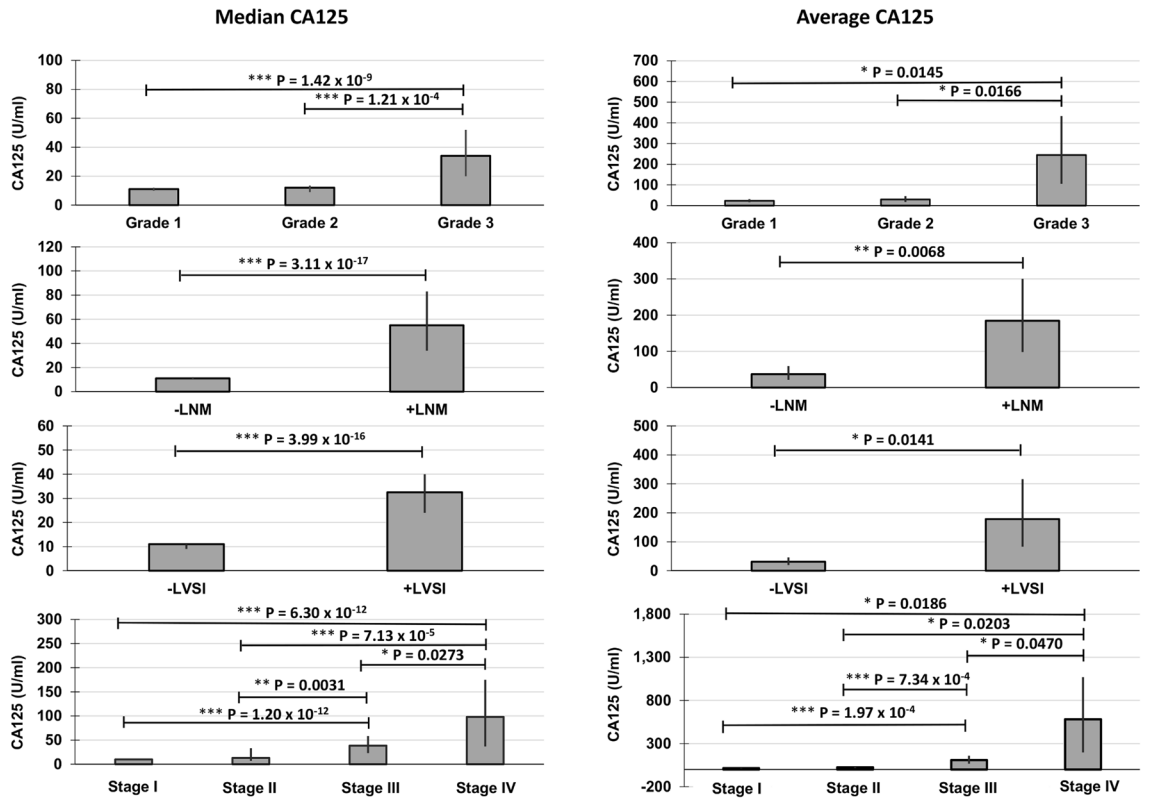 Median CA125
Average CA125
CA125 (U/ml)
100
80
60
40
20
0
*** P = 1.42 x 10-9
*** P = 1.21 x 10-4
Grade 1 Grade 2 Grade 3
CA125 (U/ml)
700
600
500
400
300
200
100
0
* P = 0.0145
* P = 0.0166
Grade 1 Grade 2 Grade 3
CA125 (U/ml)
120
100
80
60
40
20
0
*** P = 3.11 x 10-17
-LNM +LNM
CA125 (U/ml)
400
300
200
100
0
** P = 0.0068
-LNM +LNM
CA125 (U/ml)
60
50
40
30
20
10
0
*** P = 3.99 x 10-16
-LVSI +LVSI
CA125 (U/ml)
500
400
300
200
100
0
* P = 0.0141
-LVSI +LVSI
CA125 (U/ml)
300
250
200
150
100
50
0
*** P = 6.30 x 10-12
*** P = 7.13 x 10-5
* P = 0.0273
** P = 0.0031
*** P = 1.20 x 10-12
Stage I Stage II Stage III Stage IV
CA125 (U/ml)
1,800
1,300
800
300
-200
* P = 0.0186
* P = 0.0203
* P = 0.0470
*** P = 7.34 x 10-4
*** P = 1.97 x 10-4
Stage I Stage II Stage III Stage IV